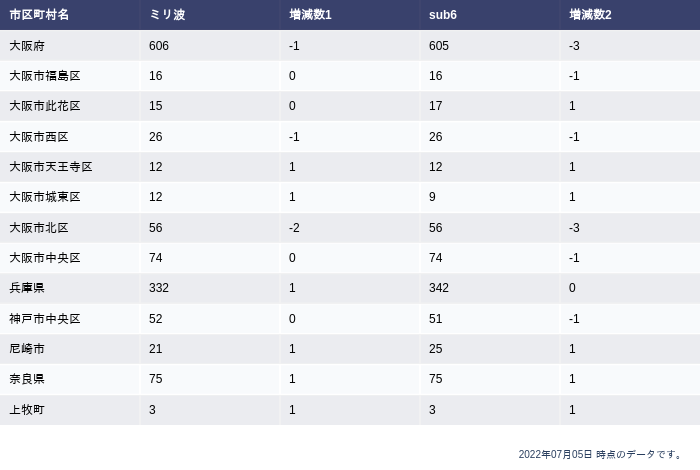 市区町村名 ミリ波 増減数1 sub6 増減数2
大阪府 606 -1 605 -3
大阪市福島区 16 0 16 -1
大阪市此花区 15 0 17 1
大阪市西区 26 -1 26 -1
大阪市天王寺区 12 1 12 1
大阪市城東区 12 1 9 1
大阪市北区 56 -2 56 -3
大阪市中央区 74 0 74 -1
兵庫県 332 1 342 0
神戸市中央区 52 0 51 -1
尼崎市 21 1 25 1
奈良県 75 1 75 1
上牧町 3 1 3 1
2022年07月05日 時点のデータです。